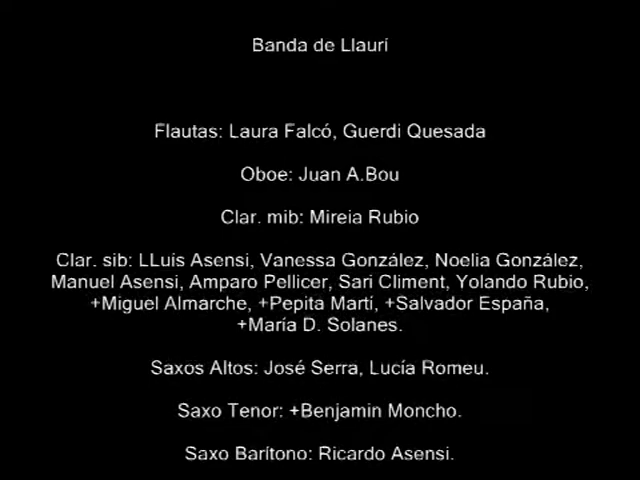 Banda de Llaurí
Flautas: Laura Falcó, Guerdi Quesada
Oboe: Juan A.Bou
Clar. mib: Mireia Rubio
Clar. sib: LLuis Asensi, Vanessa González, Noelia González,
Manuel Asensi, Amparo Pellicer, Sari Climent, Yolando Rubio,
+Miguel Almarche, +Pepita Martí, +Salvador España,
+María D. Solanes.
Saxos Altos: José Serra, Lucía Romeu.
Saxo Tenor: +Benjamin Moncho.
Saxo Barítono: Ricardo Asensi.